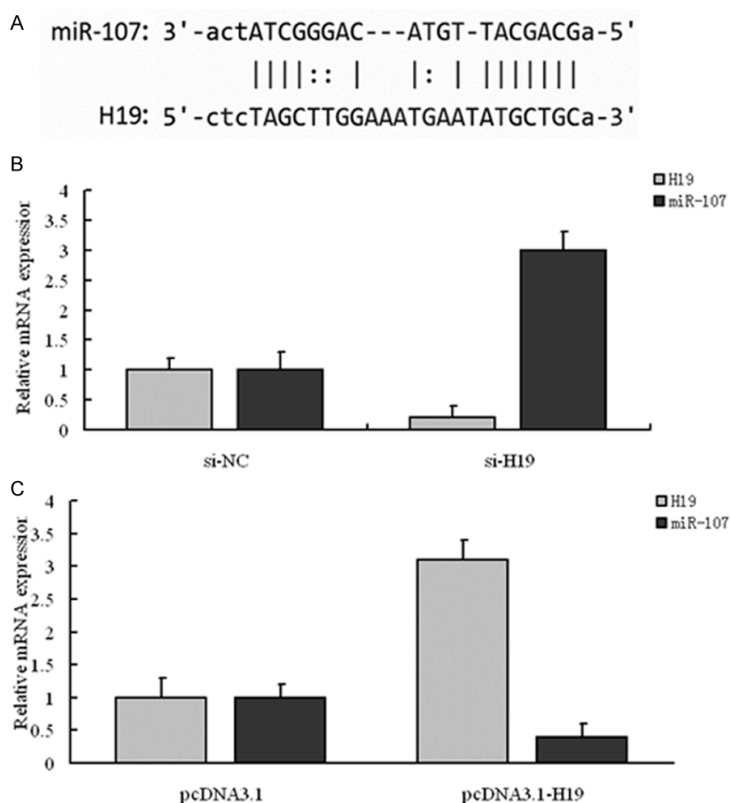 A
miR-107: 3'-actATCGGGAC---ATGT-TACGACGa-5'
||||:: | |: | |||||||
H19: 5'-ctcTAGCTTGGAAATGAATATGCTGCa-3'
B
Relative mRNA expression
4
3.5
3
2.5
2
1.5
1
0.5
0
si-NC si-H19
H19
miR-107
C
Relative mRNA expression
4
3.5
3
2.5
2
1.5
1
0.5
0
pcDNA3.1 pcDNA3.1-H19
H19
miR-107